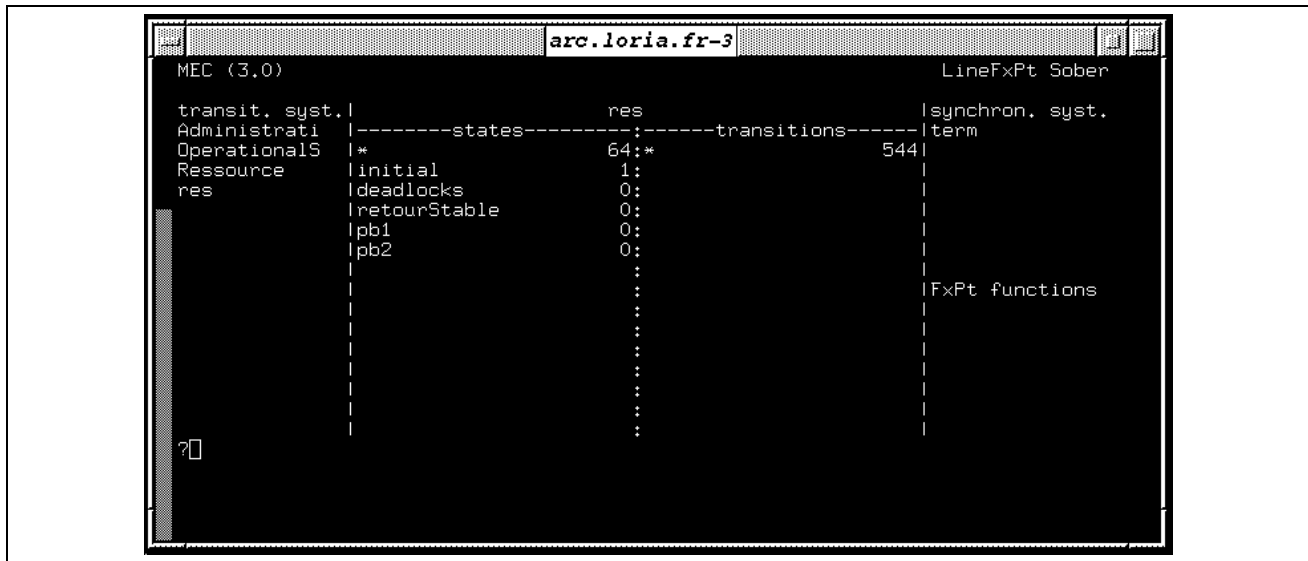 arc.loria.fr-3
MEC (3.0) LineFxPt Sober
transit. syst.| res |synchron. syst.
Administrati |--------states---------:------transitions------|term
OperationalS |* 64:* 544|
Ressource |initial 1: |
res |deadlocks 0: |
|retourStable 0: |
|pb1 0: |
|pb2 0: |
| : |
| : |FxPt functions
| : |
| : |
| : |
| : |
| : |
| : |
| : |
?